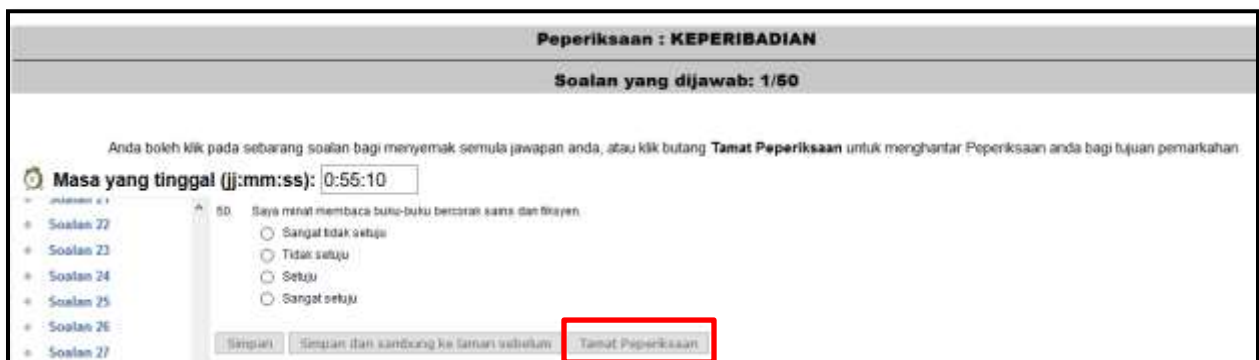 Peperiksaan : KEPERIBADIAN
Soalan yang dijawab: 1/50
Anda boleh klik pada sebarang soalan bagi menyemak semula jawapan anda, atau klik butang Tamat Peperiksaan untuk menghantar Peperiksaan anda bagi tujuan pemarkahan
Masa yang tinggal (jj:mm:ss): 0:55:10
Soalan 21
50. Saya minat membaca buku-buku bercorak sains dan fiksyen.
Soalan 22
Sangat tidak setuju
Soalan 23
Tidak setuju
Soalan 24
Setuju
Soalan 25
Sangat setuju
Soalan 26
Simpan
Simpan dan sambung ke laman sebelum
Tamat Peperiksaan
Soalan 27